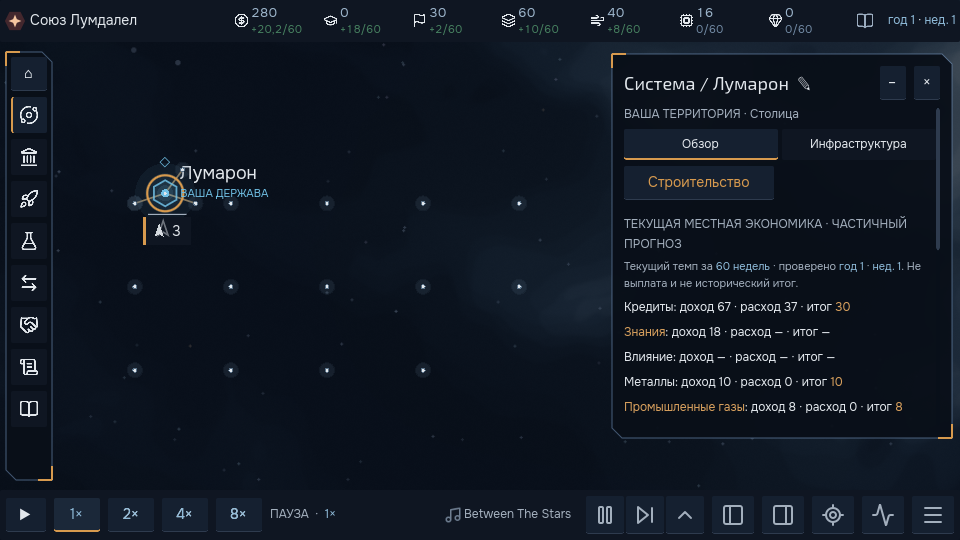 Союз Лумдалел
280
+20,2/60
0
+18/60
30
+2/60
60
+10/60
40
+8/60
16
0/60
0
0/60
год 1 · нед. 1
Лумарон
ВАША ДЕРЖАВА
3
Система / Лумарон
ВАША ТЕРРИТОРИЯ · Столица
Обзор
Инфраструктура
Строительство
ТЕКУЩАЯ МЕСТНАЯ ЭКОНОМИКА · ЧАСТИЧНЫЙ
ПРОГНОЗ
Текущий темп за 60 недель · проверено год 1 · нед. 1. Не
выплата и не исторический итог.
Кредиты: доход 67 · расход 37 · итог 30
Знания: доход 18 · расход — · итог —
Влияние: доход — · расход — · итог —
Металлы: доход 10 · расход 0 · итог 10
Промышленные газы: доход 8 · расход 0 · итог 8
1×
2×
4×
8×
ПАУЗА · 1×
Between The Stars